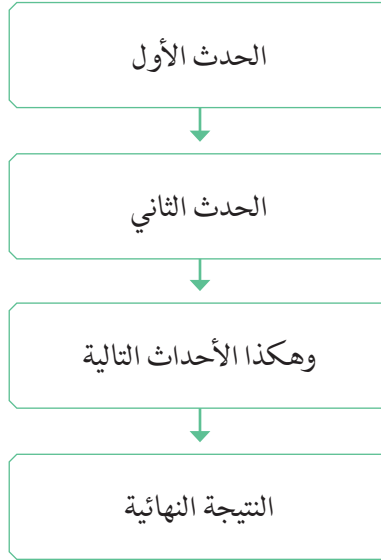 الحدث الأول
الحدث الثاني
وهكذا الأحداث التالية
النتيجة النهائية